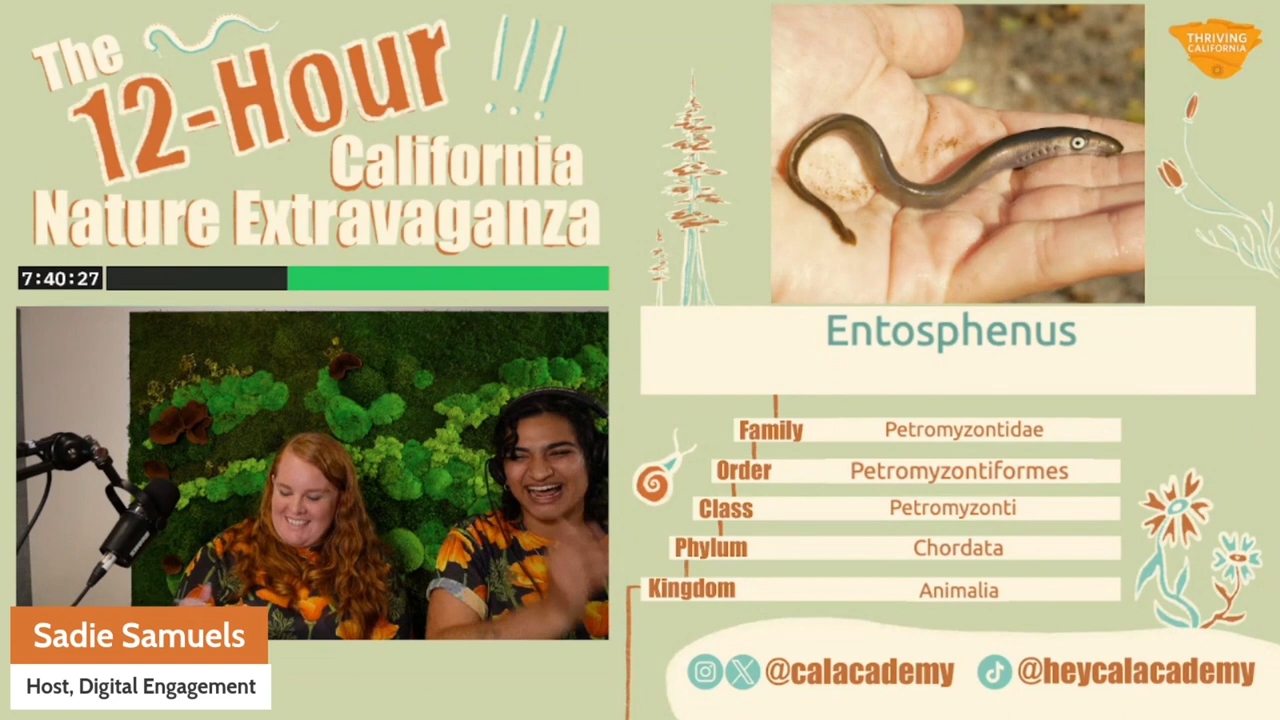 The
12-Hour
!!!
California
Nature Extravaganza
7:40:27
Sadie Samuels
Host, Digital Engagement
THRIVING
CALIFORNIA
Entosphenus
Family Petromyzontidae
Order Petromyzontiformes
Class Petromyzonti
Phylum Chordata
Kingdom Animalia
@calacademy @heycalacademy